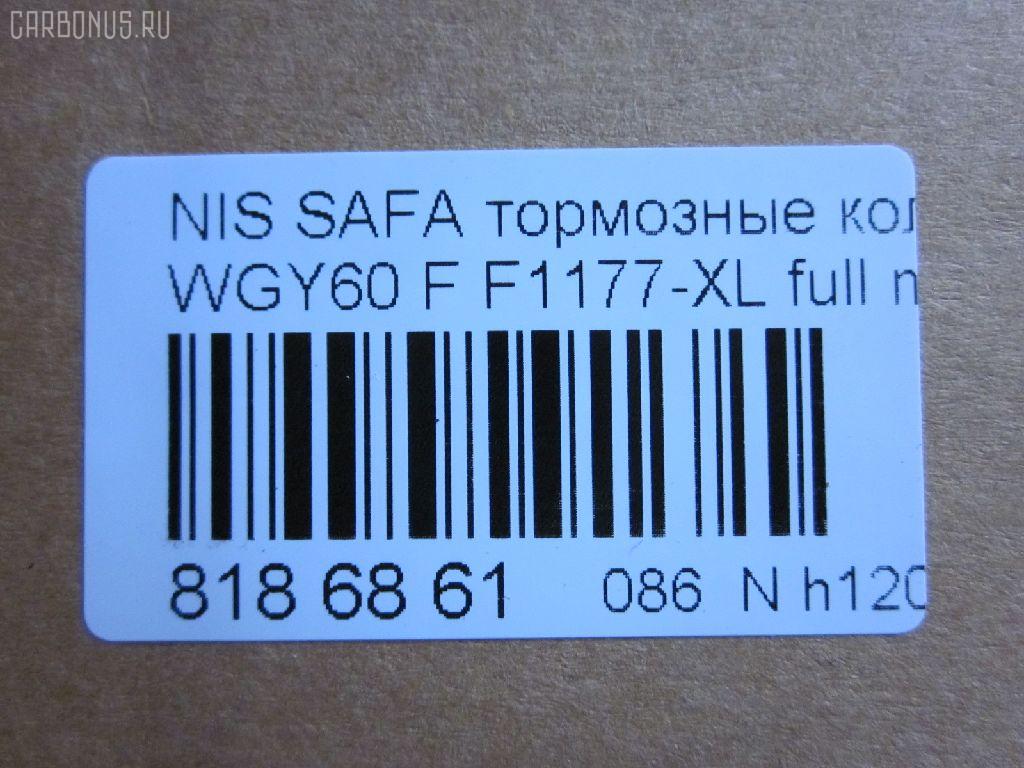 CARBONUS.RU
NIS SAFA тормозные кол
WGY60 F F1177-XL full
818 68 61 086 N h120